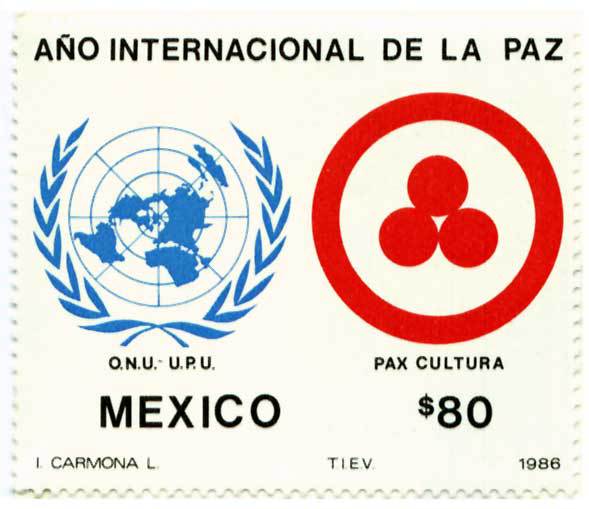 AÑO INTERNACIONAL DE LA PAZ
O.N.U.- U.P.U.
PAX CULTURA
MEXICO
$80
I. CARMONA L.
T.I.E.V.
1986